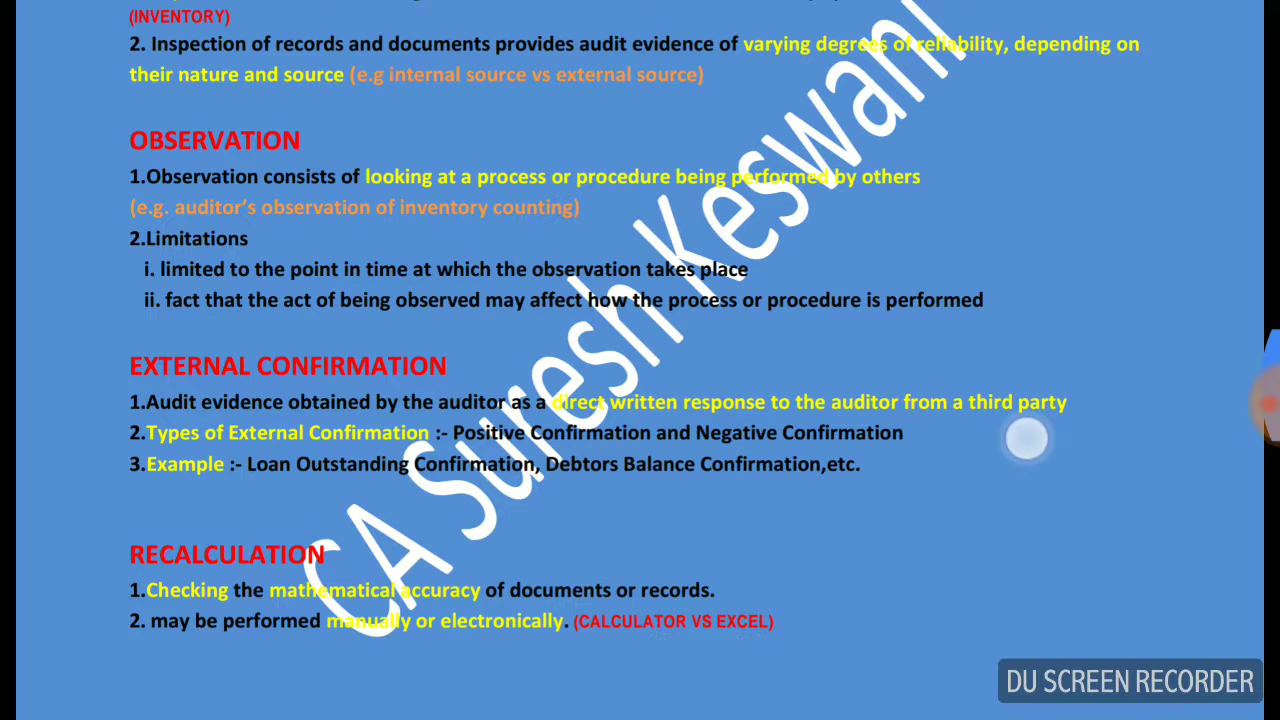 (INVENTORY)
2. Inspection of records and documents provides audit evidence of varying degrees of reliability, depending on
their nature and source (e.g internal source vs external source)
OBSERVATION
1.Observation consists of looking at a process or procedure being performed by others
(e.g. auditor’s observation of inventory counting)
2.Limitations
i. limited to the point in time at which the observation takes place
ii. fact that the act of being observed may affect how the process or procedure is performed
EXTERNAL CONFIRMATION
1.Audit evidence obtained by the auditor as a direct written response to the auditor from a third party
2.Types of External Confirmation :- Positive Confirmation and Negative Confirmation
3.Example :- Loan Outstanding Confirmation, Debtors Balance Confirmation,etc.
RECALCULATION
1.Checking the mathematical accuracy of documents or records.
2. may be performed manually or electronically. (CALCULATOR VS EXCEL)
CA Suresh Keswani
DU SCREEN RECORDER